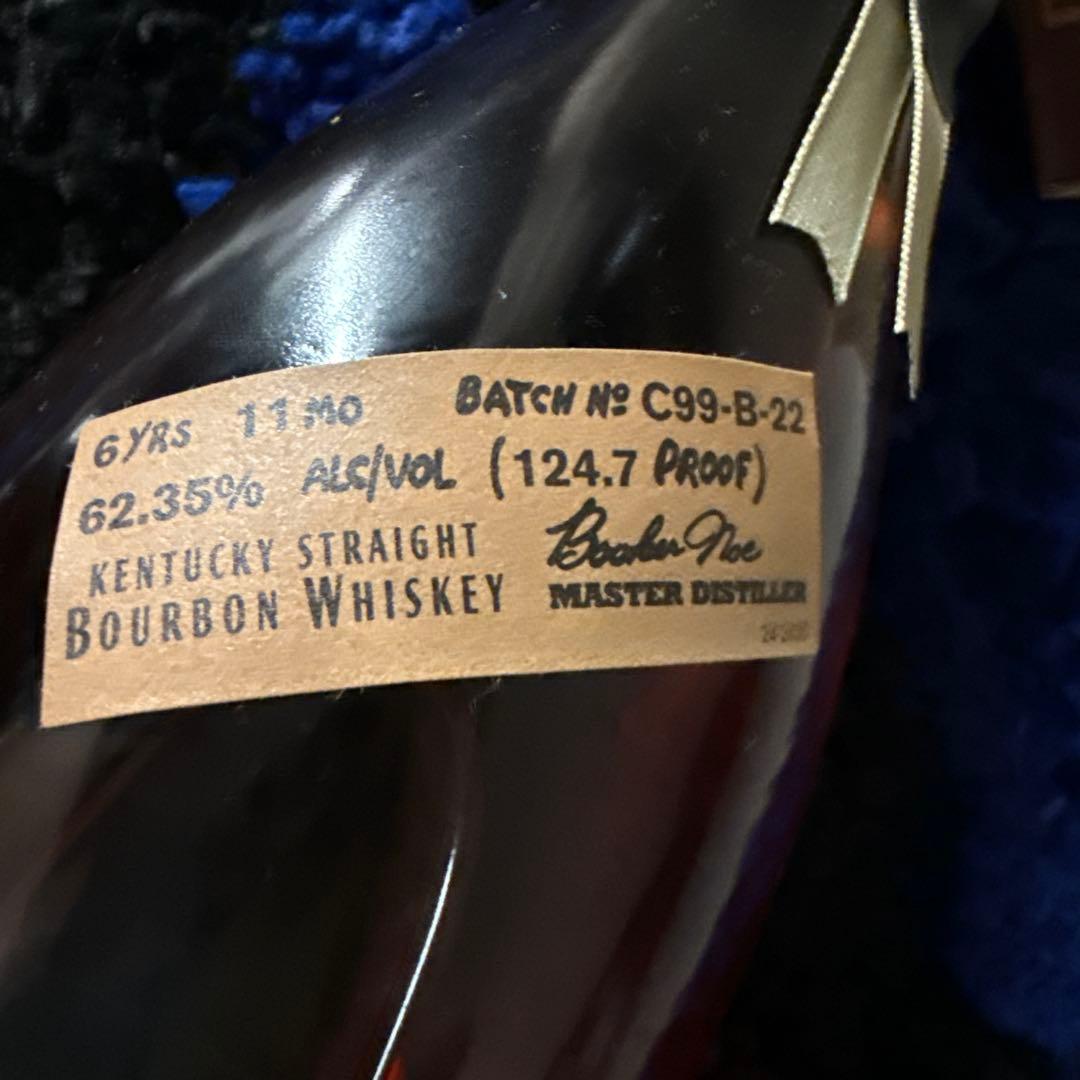 6 YRS 11 MO BATCH Nº C99-B-22
62.35% ALC/VOL (124.7 PROOF)
KENTUCKY STRAIGHT
BOURBON WHISKEY
Booker Noe
MASTER DISTILLER